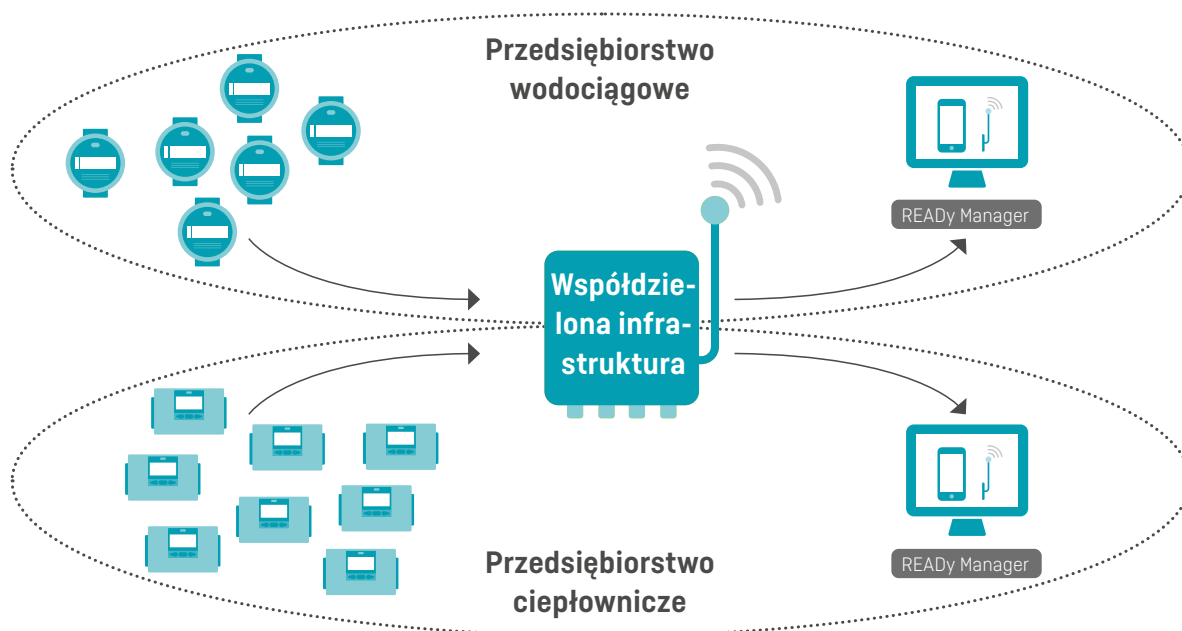 Przedsiębiorstwo
wodociągowe
READy Manager
Współdzie-
lona infra-
struktura
Przedsiębiorstwo
ciepłownicze
READy Manager